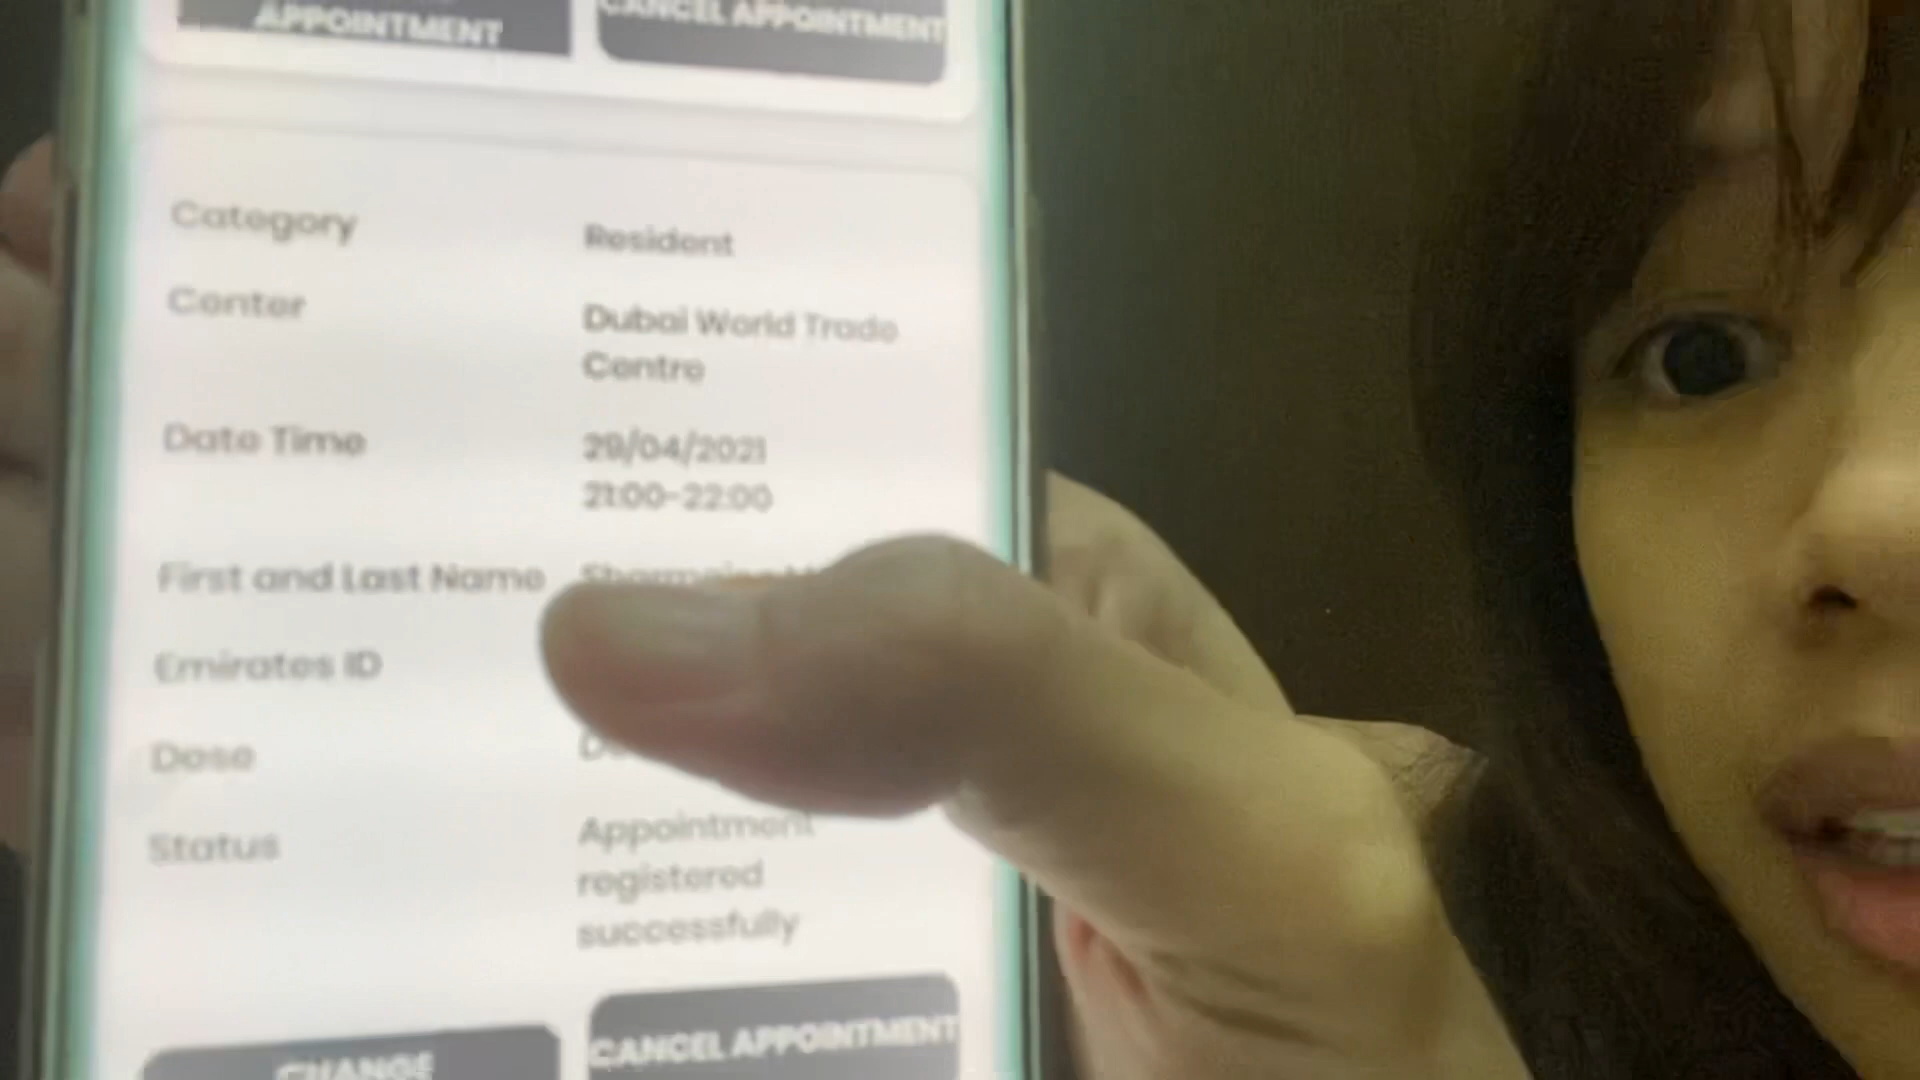 APPOINTMENT
CANCEL APPOINTMENT
Category
Resident
Center
Dubai World Trade
Centre
Date Time
29/04/2021
21:00-22:00
First and Last Name
Emirates ID
Dose
Status
Appointment
registered
successfully
CHANGE
CANCEL APPOINTMENT